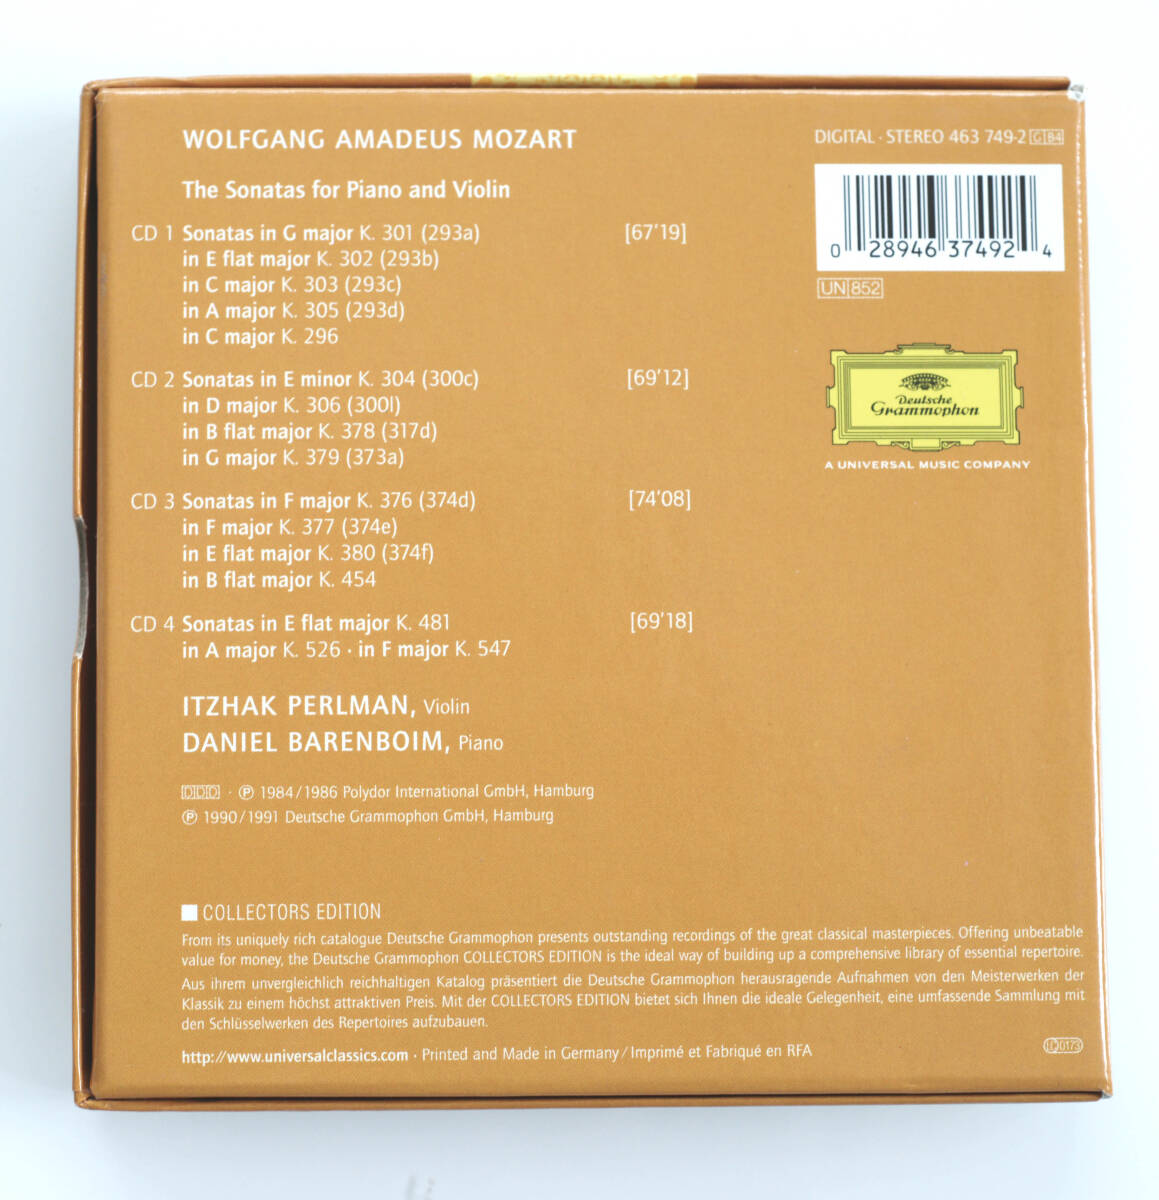 WOLFGANG AMADEUS MOZART
DIGITAL · STEREO 463 749-2 G B4
The Sonatas for Piano and Violin
0 28946 37492 4
UN 852
CD 1 Sonatas in G major K. 301 (293a) [67'19]
in E flat major K. 302 (293b)
in C major K. 303 (293c)
in A major K. 305 (293d)
in C major K. 296
CD 2 Sonatas in E minor K. 304 (300c) [69'12]
in D major K. 306 (300l)
in B flat major K. 378 (317d)
in G major K. 379 (373a)
Deutsche
Grammophon
A UNIVERSAL MUSIC COMPANY
CD 3 Sonatas in F major K. 376 (374d) [74'08]
in F major K. 377 (374e)
in E flat major K. 380 (374f)
in B flat major K. 454
CD 4 Sonatas in E flat major K. 481 [69'18]
in A major K. 526 · in F major K. 547
ITZHAK PERLMAN, Violin
DANIEL BARENBOIM, Piano
DDD · ℗ 1984/1986 Polydor International GmbH, Hamburg
℗ 1990/1991 Deutsche Grammophon GmbH, Hamburg
COLLECTORS EDITION
From its uniquely rich catalogue Deutsche Grammophon presents outstanding recordings of the great classical masterpieces. Offering unbeatable
value for money, the Deutsche Grammophon COLLECTORS EDITION is the ideal way of building up a comprehensive library of essential repertoire.
Aus ihrem unvergleichlich reichhaltigen Katalog präsentiert die Deutsche Grammophon herausragende Aufnahmen von den Meisterwerken der
Klassik zu einem höchst attraktiven Preis. Mit der COLLECTORS EDITION bietet sich Ihnen die ideale Gelegenheit, eine umfassende Sammlung mit
den Schlüsselwerken des Repertoires aufzubauen.
http://www.universalclassics.com · Printed and Made in Germany/Imprimé et Fabriqué en RFA
LC 0173